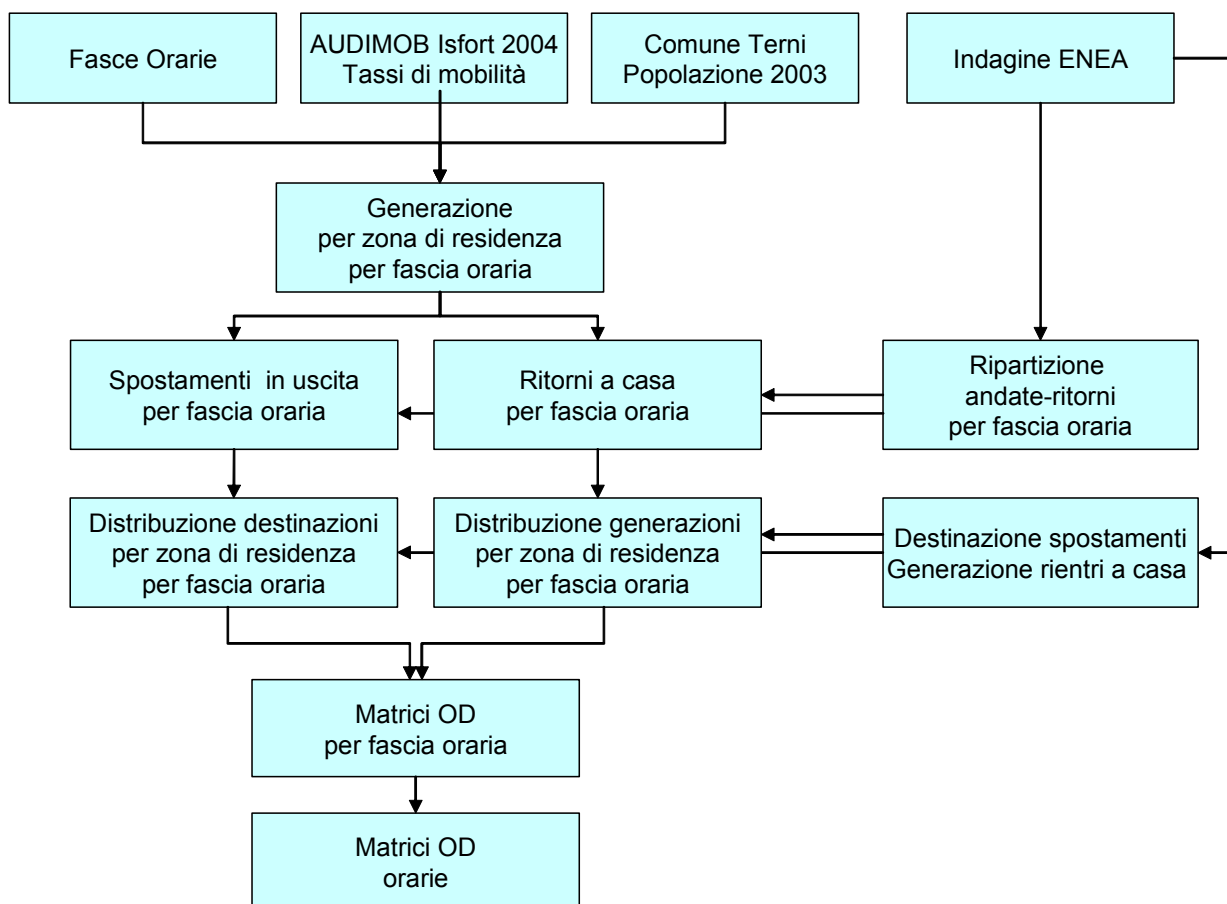 Fasce Orarie
AUDIMOB Isfort 2004
Tassi di mobilità
Comune Terni
Popolazione 2003
Indagine ENEA
Generazione
per zona di residenza
per fascia oraria
Spostamenti in uscita
per fascia oraria
Ritorni a casa
per fascia oraria
Ripartizione
andate-ritorni
per fascia oraria
Distribuzione destinazioni
per zona di residenza
per fascia oraria
Distribuzione generazioni
per zona di residenza
per fascia oraria
Destinazione spostamenti
Generazione rientri a casa
Matrici OD
per fascia oraria
Matrici OD
orarie